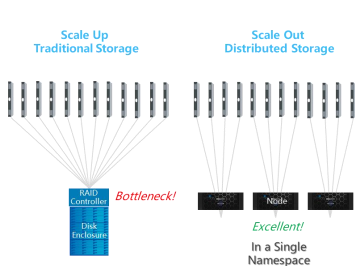 Scale Up
Traditional Storage
Scale Out
Distributed Storage
RAID
Controller
Bottleneck!
Disk
Enclosure
Node
Excellent!
In a Single
Namespace